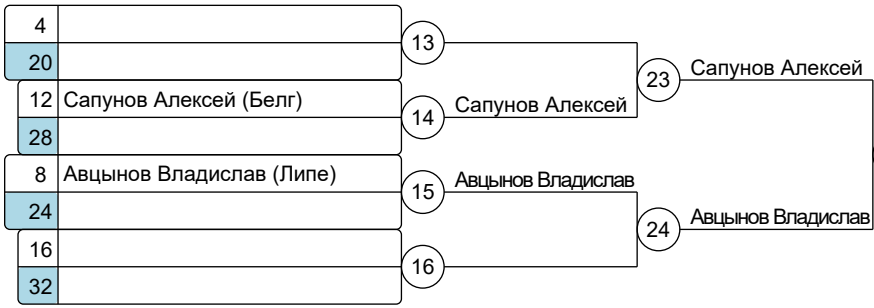 4
13
20
23 Сапунов Алексей
12 Сапунов Алексей (Белг)
14 Сапунов Алексей
28
8 Авцынов Владислав (Липе)
15 Авцынов Владислав
24
24 Авцынов Владислав
16
16
32